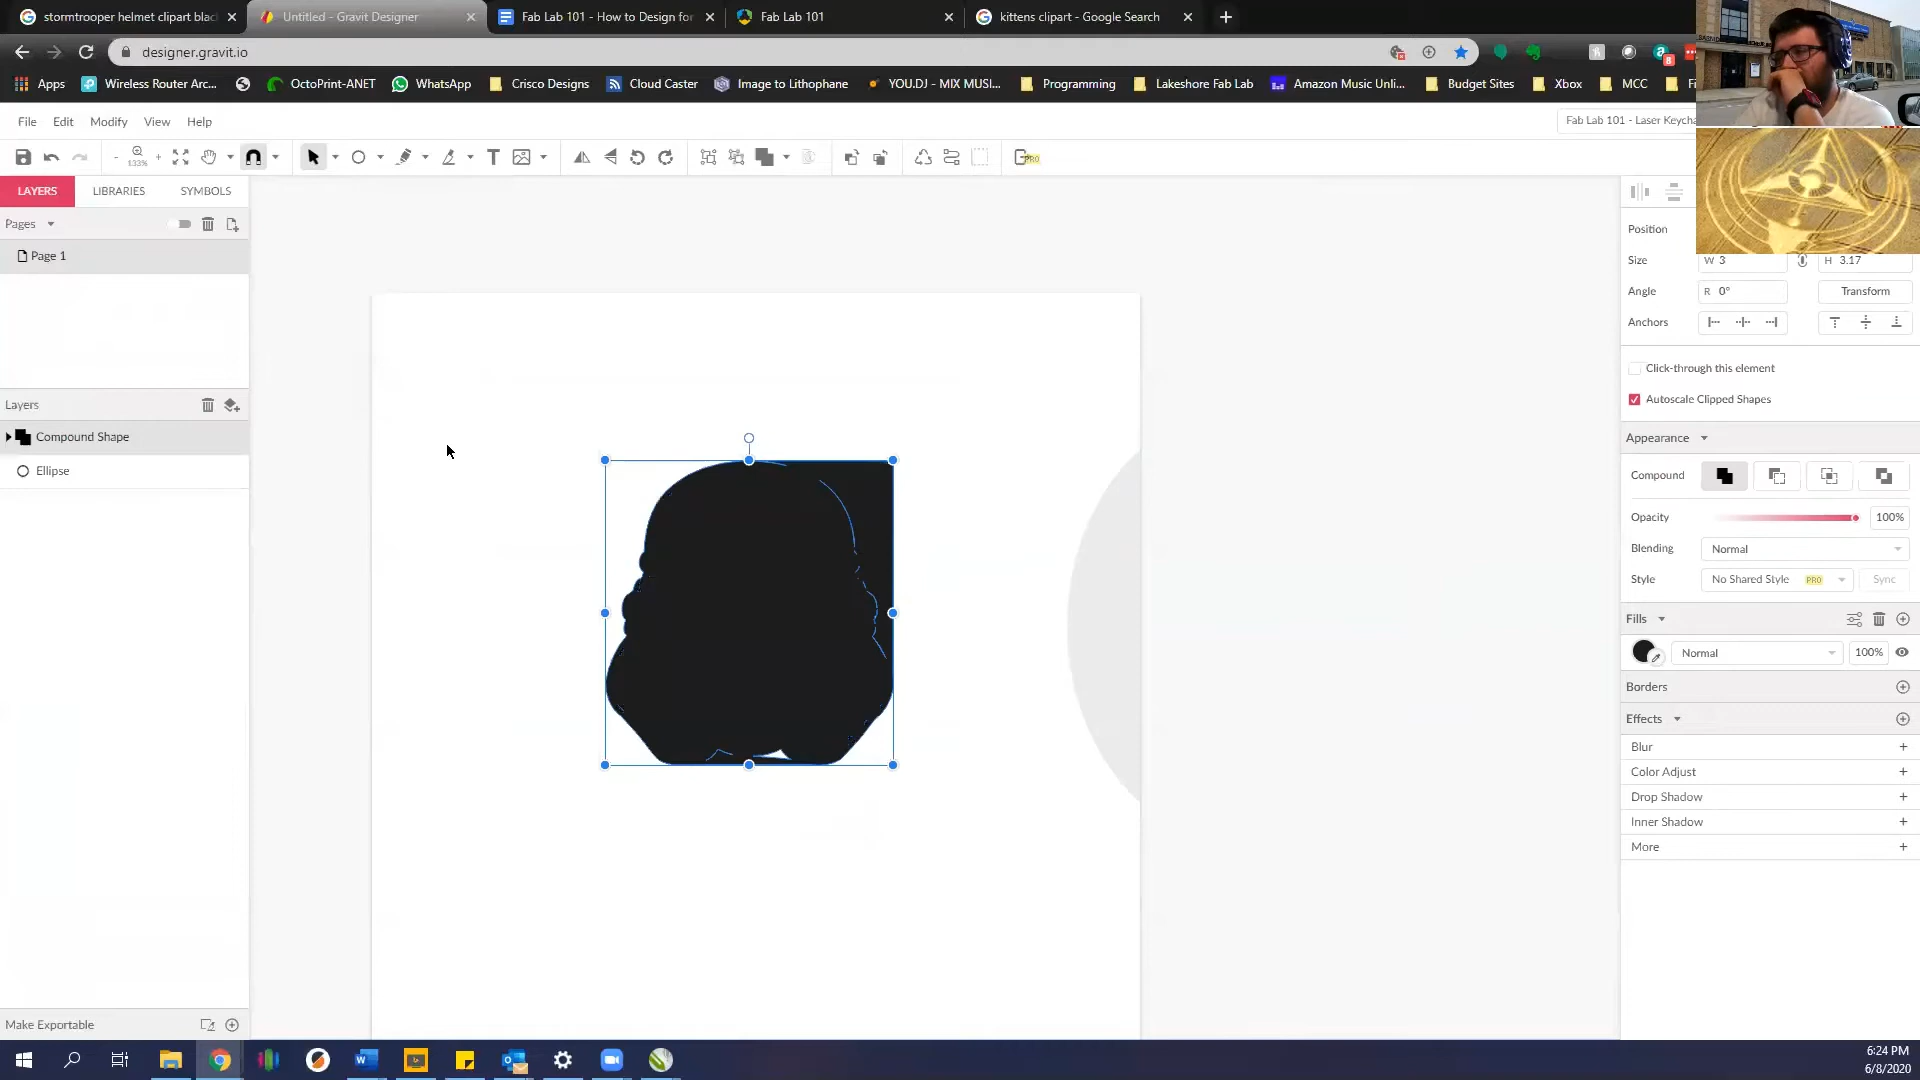 stormtrooper helmet clipart blac
Untitled - Gravit Designer
Fab Lab 101 - How to Design for
Fab Lab 101
kittens clipart - Google Search
designer.gravit.io
8
Apps
Wireless Router Arc...
OctoPrint-ANET
WhatsApp
Crisco Designs
Cloud Caster
Image to Lithophane
YOU.DJ - MIX MUSI...
Programming
Lakeshore Fab Lab
Amazon Music Unli...
Budget Sites
Xbox
MCC
File
Edit
Modify
View
Help
Fab Lab 101 - Laser Keycha
133%
PRO
LAYERS
LIBRARIES
SYMBOLS
Pages
Page 1
Layers
Compound Shape
Ellipse
Make Exportable
Position
Size W 3 H 3.17
Angle R 0° Transform
Anchors
Click-through this element
Autoscale Clipped Shapes
Appearance
Compound
Opacity 100%
Blending Normal
Style No Shared Style PRO Sync
Fills
Normal 100%
Borders
Effects
Blur
Color Adjust
Drop Shadow
Inner Shadow
More
6:24 PM
6/8/2020